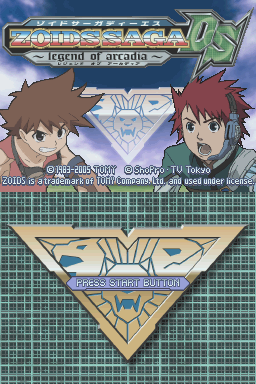 ゾイドサーガディーエス
ZOIDS SAGA DS
~ legend of arcadia ~
レジェンド オブ アーカディア
©1983-2005 TOMY ©ShoPro・TV Tokyo
ZOIDS is a trademark of TOMY Company, Ltd. and used under license.
PRESS START BUTTON